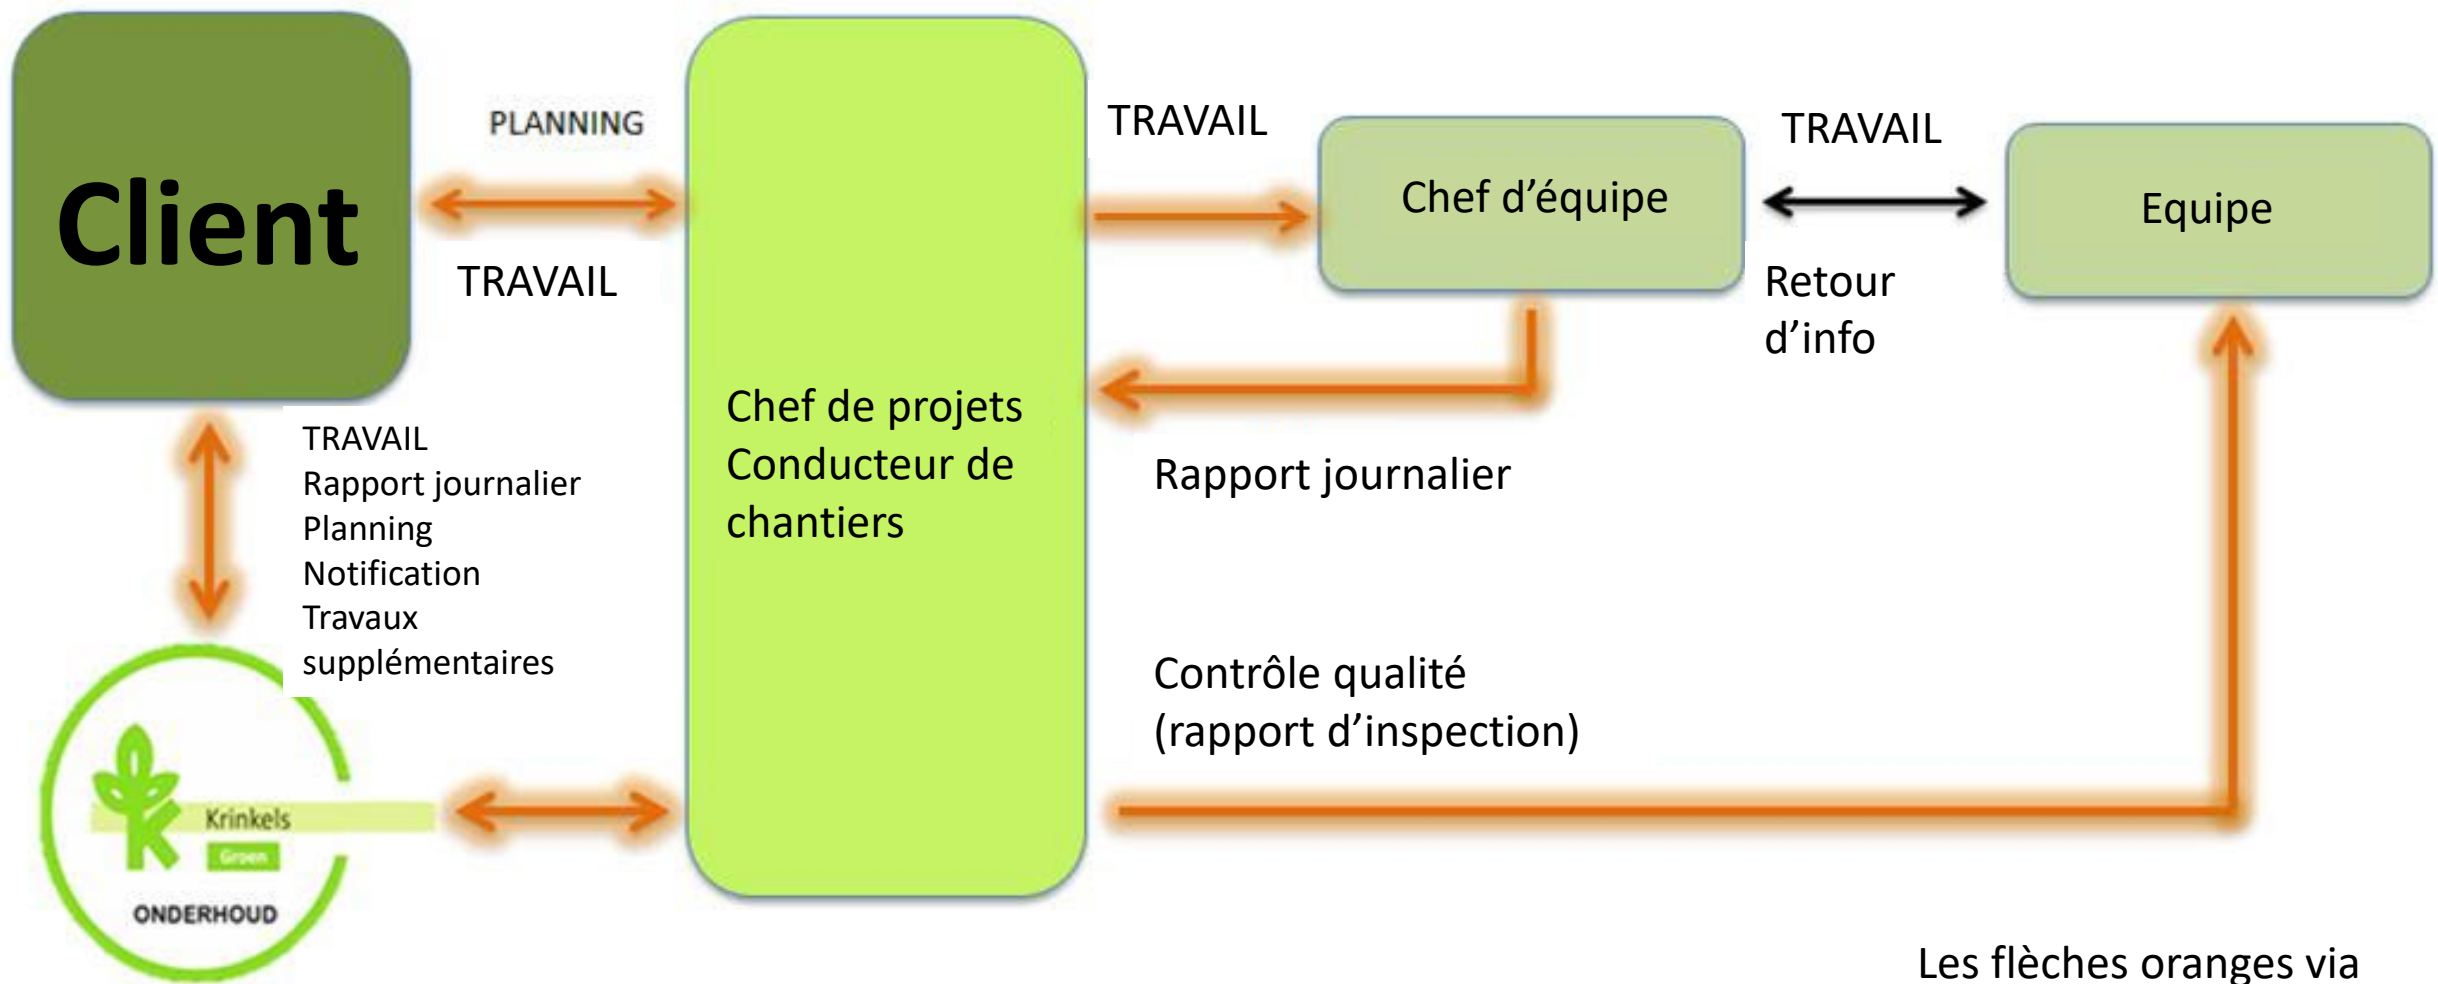 Client
PLANNING
TRAVAIL
TRAVAIL
Rapport journalier
Planning
Notification
Travaux
supplémentaires
Krinkels
Groen
ONDERHOUD
Chef de projets
Conducteur de
chantiers
TRAVAIL
Chef d’équipe
TRAVAIL
Retour
d’info
Equipe
Rapport journalier
Contrôle qualité
(rapport d’inspection)
Les flèches oranges via